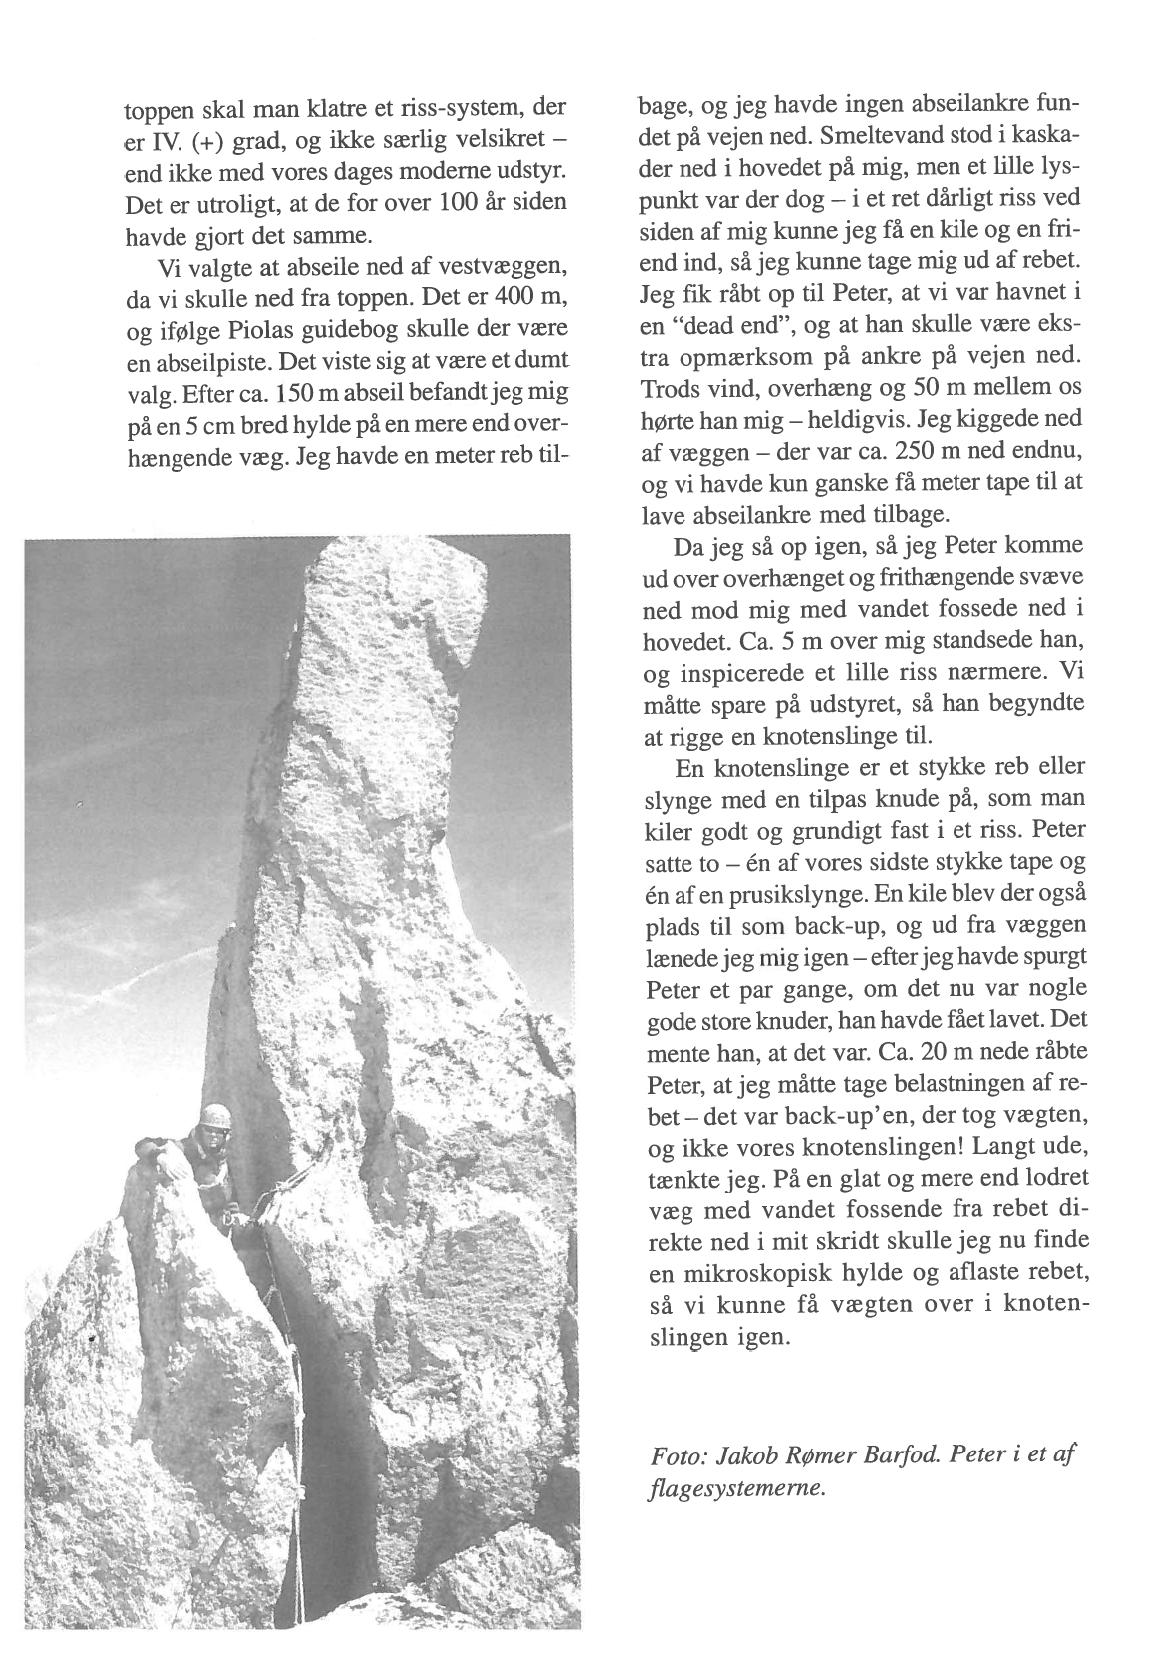 toppen skal man klatre et riss-system, der
er IV. (+) grad, og ikke særlig velsikret –
end ikke med vores dages moderne udstyr.
Det er utroligt, at de for over 100 år siden
havde gjort det samme.
Vi valgte at abseile ned af vestvæggen,
da vi skulle ned fra toppen. Det er 400 m,
og ifølge Piolas guidebog skulle der være
en abseilpiste. Det viste sig at være et dumt
valg. Efter ca. 150 m abseil befandt jeg mig
på en 5 cm bred hylde på en mere end over-
hængende væg. Jeg havde en meter reb til-
bage, og jeg havde ingen abseilankre fun-
det på vejen ned. Smeltevand stod i kaska-
der ned i hovedet på mig, men et lille lys-
punkt var der dog – i et ret dårligt riss ved
siden af mig kunne jeg få en kile og en fri-
end ind, så jeg kunne tage mig ud af rebet.
Jeg fik råbt op til Peter, at vi var havnet i
en “dead end”, og at han skulle være eks-
tra opmærksom på ankre på vejen ned.
Trods vind, overhæng og 50 m mellem os
hørte han mig – heldigvis. Jeg kiggede ned
af væggen – der var ca. 250 m ned endnu,
og vi havde kun ganske få meter tape til at
lave abseilankre med tilbage.
Da jeg så op igen, så jeg Peter komme
ud over overhænget og frithængende svæve
ned mod mig med vandet fossede ned i
hovedet. Ca. 5 m over mig standsede han,
og inspicerede et lille riss nærmere. Vi
måtte spare på udstyret, så han begyndte
at rigge en knotenslinge til.
En knotenslinge er et stykke reb eller
slynge med en tilpas knude på, som man
kiler godt og grundigt fast i et riss. Peter
satte to – én af vores sidste stykke tape og
én af en prusikslynge. En kile blev der også
plads til som back-up, og ud fra væggen
lænede jeg mig igen – efter jeg havde spurgt
Peter et par gange, om det nu var nogle
gode store knuder, han havde fået lavet. Det
mente han, at det var. Ca. 20 m nede råbte
Peter, at jeg måtte tage belastningen af re-
bet – det var back-up’en, der tog vægten,
og ikke vores knotenslingen! Langt ude,
tænkte jeg. På en glat og mere end lodret
væg med vandet fossende fra rebet di-
rekte ned i mit skridt skulle jeg nu finde
en mikroskopisk hylde og aflaste rebet,
så vi kunne få vægten over i knoten-
slingen igen.
Foto: Jakob Rømer Barfod. Peter i et af
flagesystemerne.